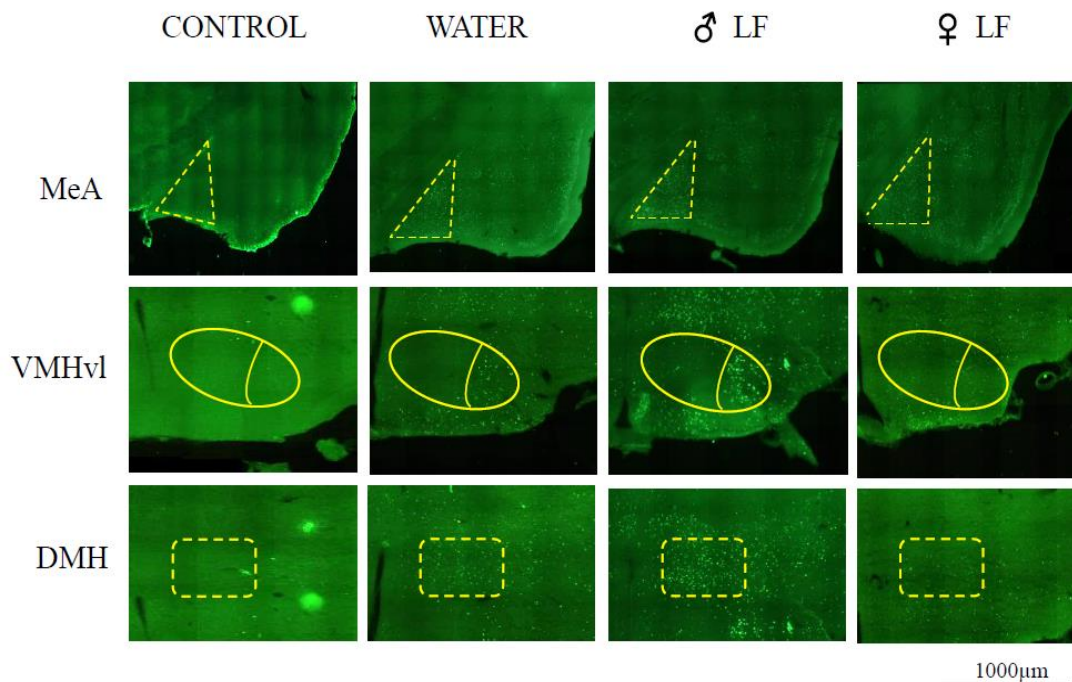 CONTROL WATER ♂ LF ♀ LF
MeA
VMHvl
DMH
1000µm